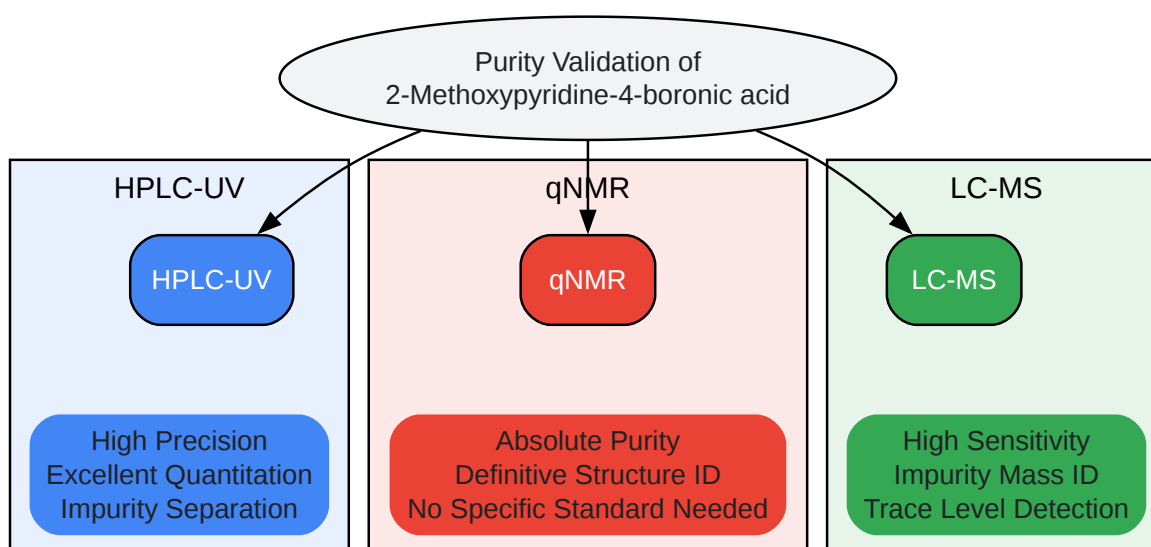 Purity Validation of
2-Methoxypyridine-4-boronic acid
HPLC-UV
qNMR
LC-MS
HPLC-UV
qNMR
LC-MS
High Precision
Excellent Quantitation
Impurity Separation
Absolute Purity
Definitive Structure ID
No Specific Standard Needed
High Sensitivity
Impurity Mass ID
Trace Level Detection